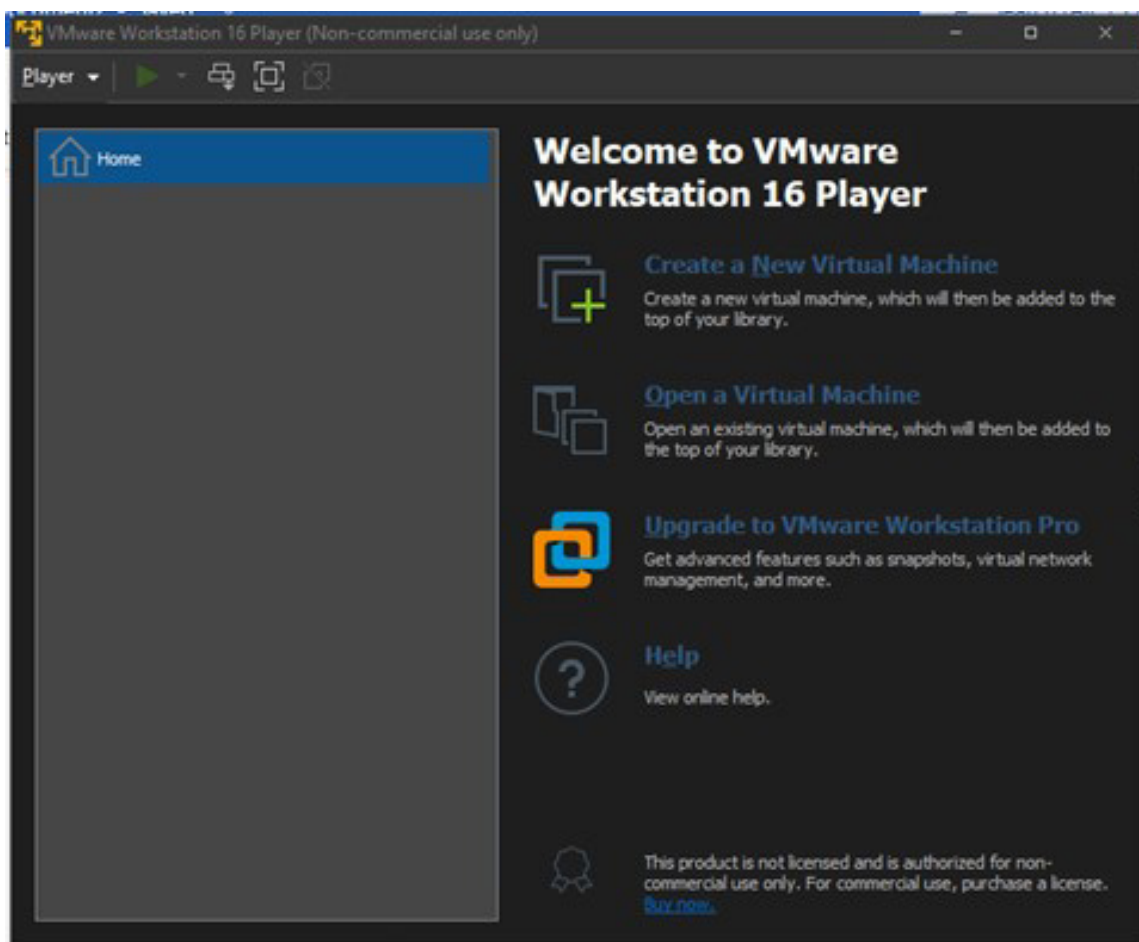 VMware Workstation 16 Player (Non-commercial use only)
Player
Home
Welcome to VMware
Workstation 16 Player
Create a New Virtual Machine
Create a new virtual machine, which will then be added to the
top of your library.
Open a Virtual Machine
Open an existing virtual machine, which will then be added to
the top of your library.
Upgrade to VMware Workstation Pro
Get advanced features such as snapshots, virtual network
management, and more.
Help
View online help.
This product is not licensed and is authorized for non-
commercial use only. For commercial use, purchase a license.
Buy now.